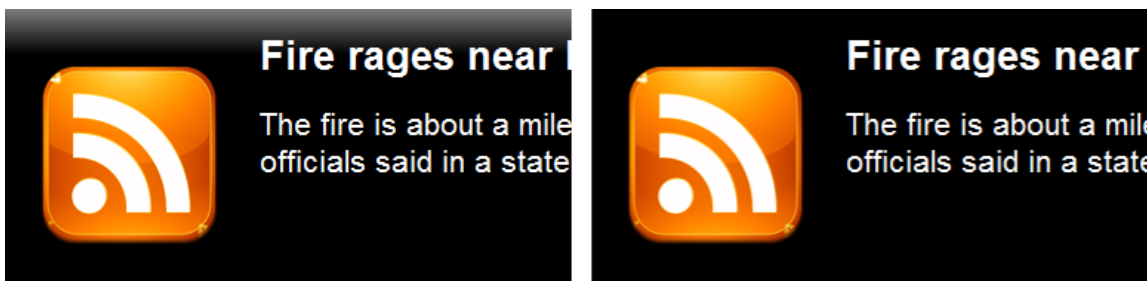 Fire rages near
The fire is about a mile
officials said in a state
Fire rages near
The fire is about a mile
officials said in a state